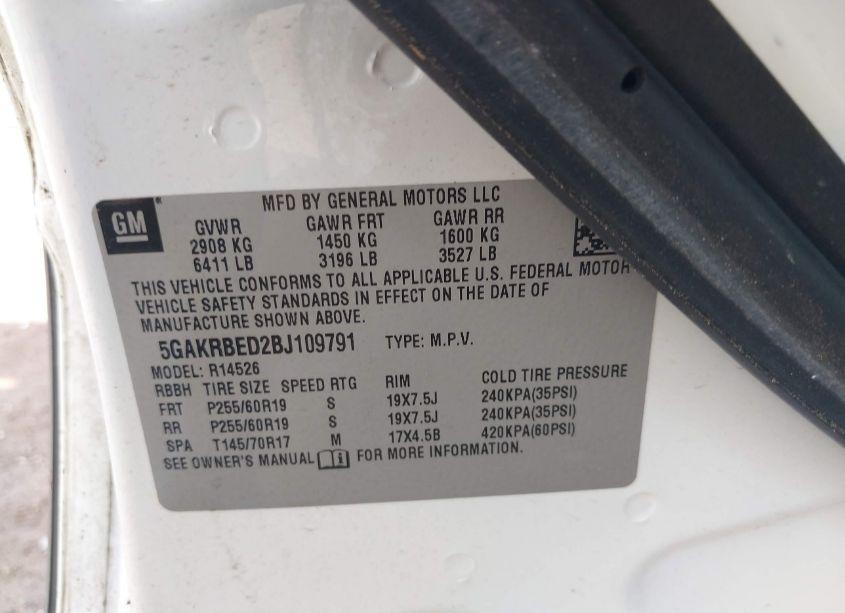 MFD BY GENERAL MOTORS LLC
GM
GVWR GAWR FRT GAWR RR
2908 KG 1450 KG 1600 KG
6411 LB 3196 LB 3527 LB
THIS VEHICLE CONFORMS TO ALL APPLICABLE U.S. FEDERAL MOTOR
VEHICLE SAFETY STANDARDS IN EFFECT ON THE DATE OF
MANUFACTURE SHOWN ABOVE.
5GAKRBED2BJ109791 TYPE: M.P.V.
MODEL: R14526
RBBH TIRE SIZE SPEED RTG RIM COLD TIRE PRESSURE
FRT P255/60R19 S 19X7.5J 240KPA(35PSI)
RR P255/60R19 S 19X7.5J 240KPA(35PSI)
SPA T145/70R17 M 17X4.5B 420KPA(60PSI)
SEE OWNER'S MANUAL FOR MORE INFORMATION.